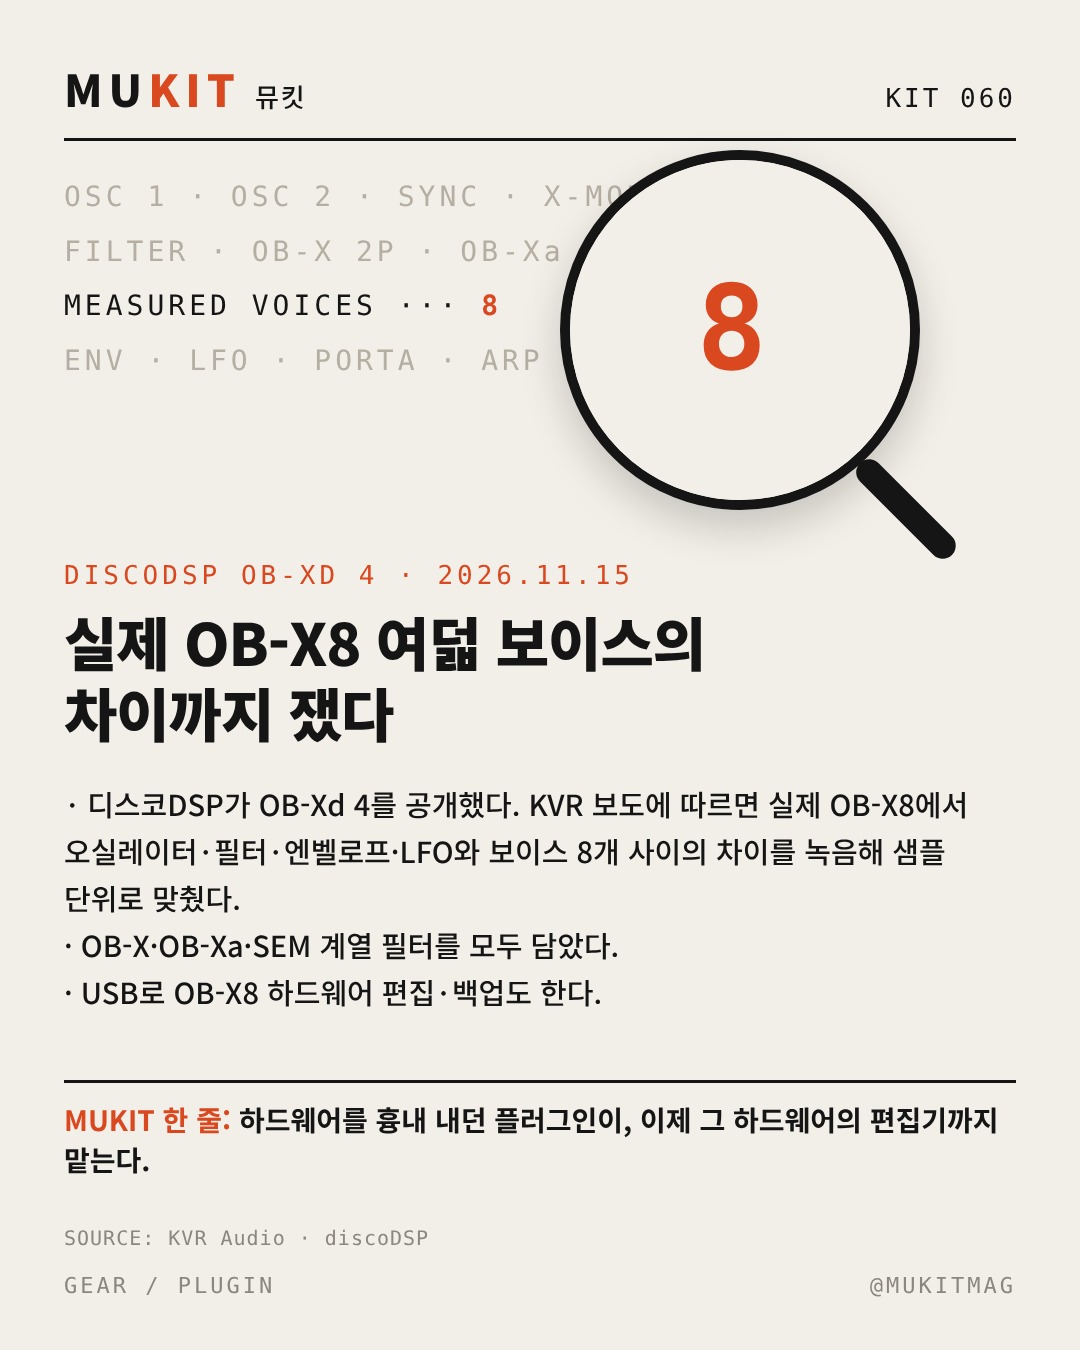 MUKIT 뮤킷
KIT 060
OSC 1 · OSC 2 · SYNC · X-MO
FILTER · OB-X 2P · OB-Xa
MEASURED VOICES ··· 8
ENV · LFO · PORTA · ARP
8
DISCODSP OB-XD 4 · 2026.11.15
실제 OB-X8 여덟 보이스의
차이까지 쟀다
· 디스코DSP가 OB-Xd 4를 공개했다. KVR 보도에 따르면 실제 OB-X8에서
오실레이터·필터·엔벨로프·LFO와 보이스 8개 사이의 차이를 녹음해 샘플
단위로 맞췄다.
· OB-X·OB-Xa·SEM 계열 필터를 모두 담았다.
· USB로 OB-X8 하드웨어 편집·백업도 한다.
MUKIT 한 줄: 하드웨어를 흉내 내던 플러그인이, 이제 그 하드웨어의 편집기까지
맡는다.
SOURCE: KVR Audio · discoDSP
GEAR / PLUGIN
@MUKITMAG